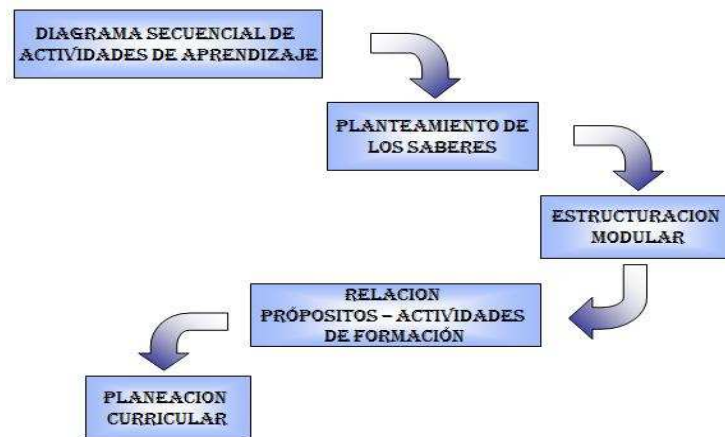 DIAGRAMA SECUENCIAL DE
ACTIVIDADES DE APRENDIZAJE
PLANTEAMIENTO DE
LOS SABERES
ESTRUCTURACION
MODULAR
RELACION
PRÓPOSITOS – ACTIVIDADES
DE FORMACIÓN
PLANEACION
CURRICULAR